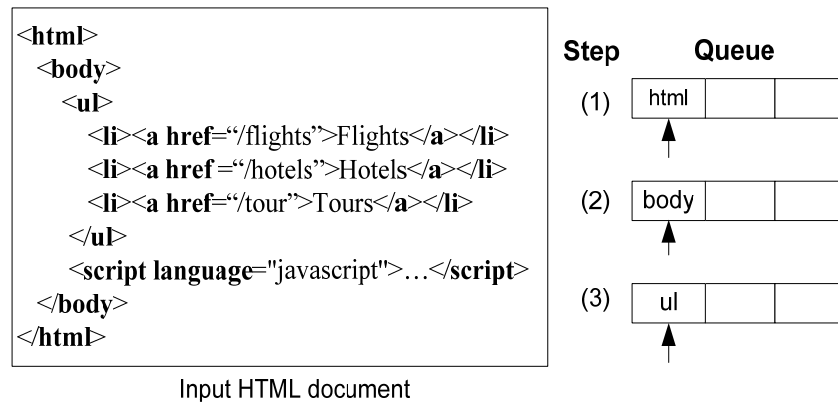 <html>
<body>
<ul>
<li><a href=“/flights”>Flights</a></li>
<li><a href =“/hotels”>Hotels</a></li>
<li><a href=“/tour”>Tours</a></li>
</ul>
<script language="javascript">…</script>
</body>
</html>
Input HTML document
Step Queue
(1) html
(2) body
(3) ul